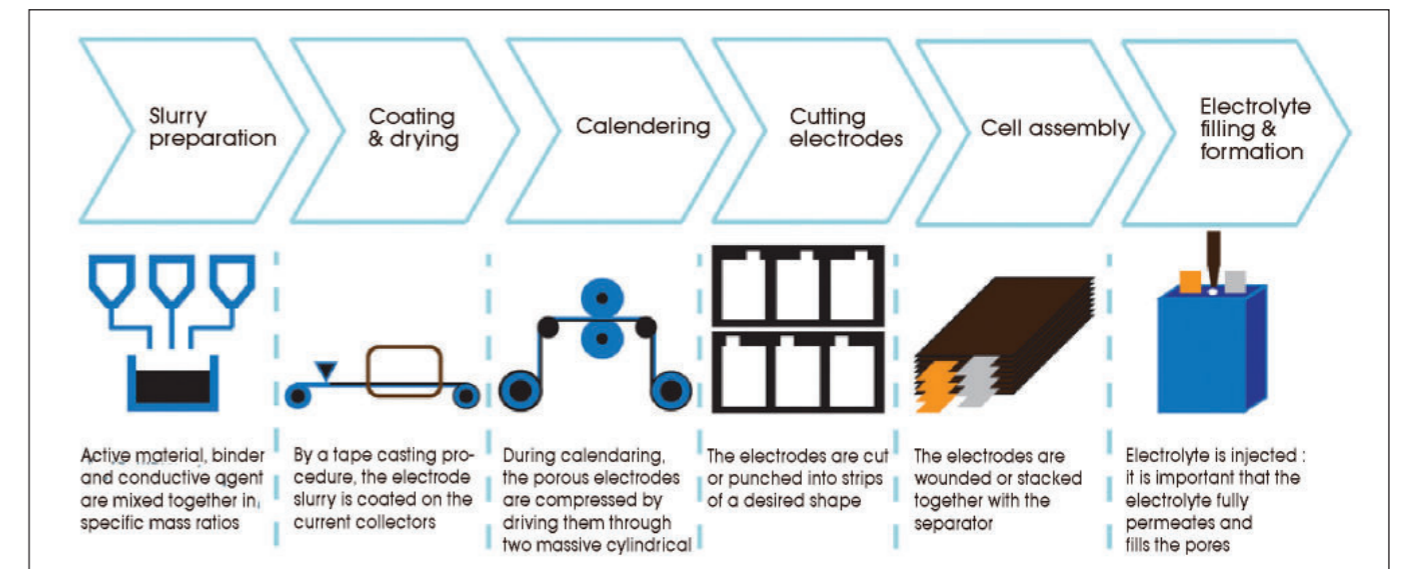 Slurry
preparation
Coating
& drying
Calendering
Cutting
electrodes
Cell assembly
Electrolyte
filling &
formation
Active material, binder
and conductive agent
are mixed together in
specific mass ratios
By a tape casting pro-
cedure, the electrode
slurry is coated on the
current collectors
During calendaring,
the porous electrodes
are compressed by
driving them through
two massive cylindrical
The electrodes are cut
or punched into strips
of a desired shape
The electrodes are
wounded or stacked
together with the
separator
Electrolyte is injected :
it is important that the
electrolyte fully
permeates and
fills the pores